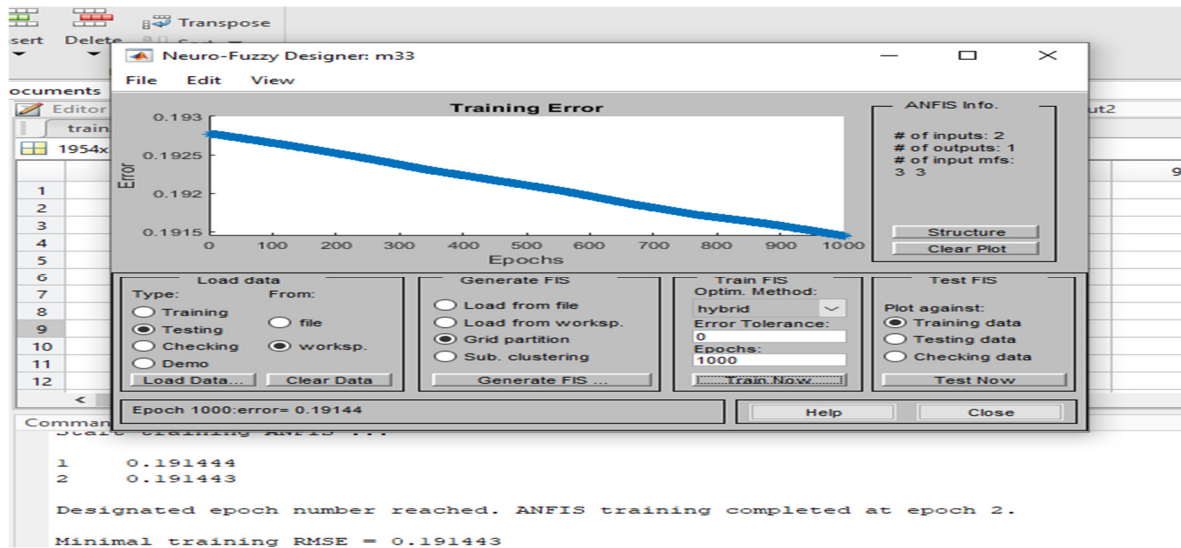 Transpose
sert Delete
Neuro-Fuzzy Designer: m33
File Edit View
ocuments
Editor
train
1954x
ut2
9
1
2
3
4
5
6
7
8
9
10
11
12
Training Error
0.193
0.1925
0.192
0.1915
Error
0 100 200 300 400 500 600 700 800 900 1000
Epochs
ANFIS Info.
# of inputs: 2
# of outputs: 1
# of input mfs:
3 3
Structure
Clear Plot
Load data
Type: From:
Training
Testing
Checking
Demo
file
worksp.
Load Data... Clear Data
Generate FIS
Load from file
Load from worksp.
Grid partition
Sub. clustering
Generate FIS ...
Train FIS
Optim. Method:
hybrid
Error Tolerance:
0
Epochs:
1000
Train Now
Test FIS
Plot against:
Training data
Testing data
Checking data
Test Now
Epoch 1000:error= 0.19144
Help Close
Comman
Start training ANFIS ...
1 0.191444
2 0.191443
Designated epoch number reached. ANFIS training completed at epoch 2.
Minimal training RMSE = 0.191443